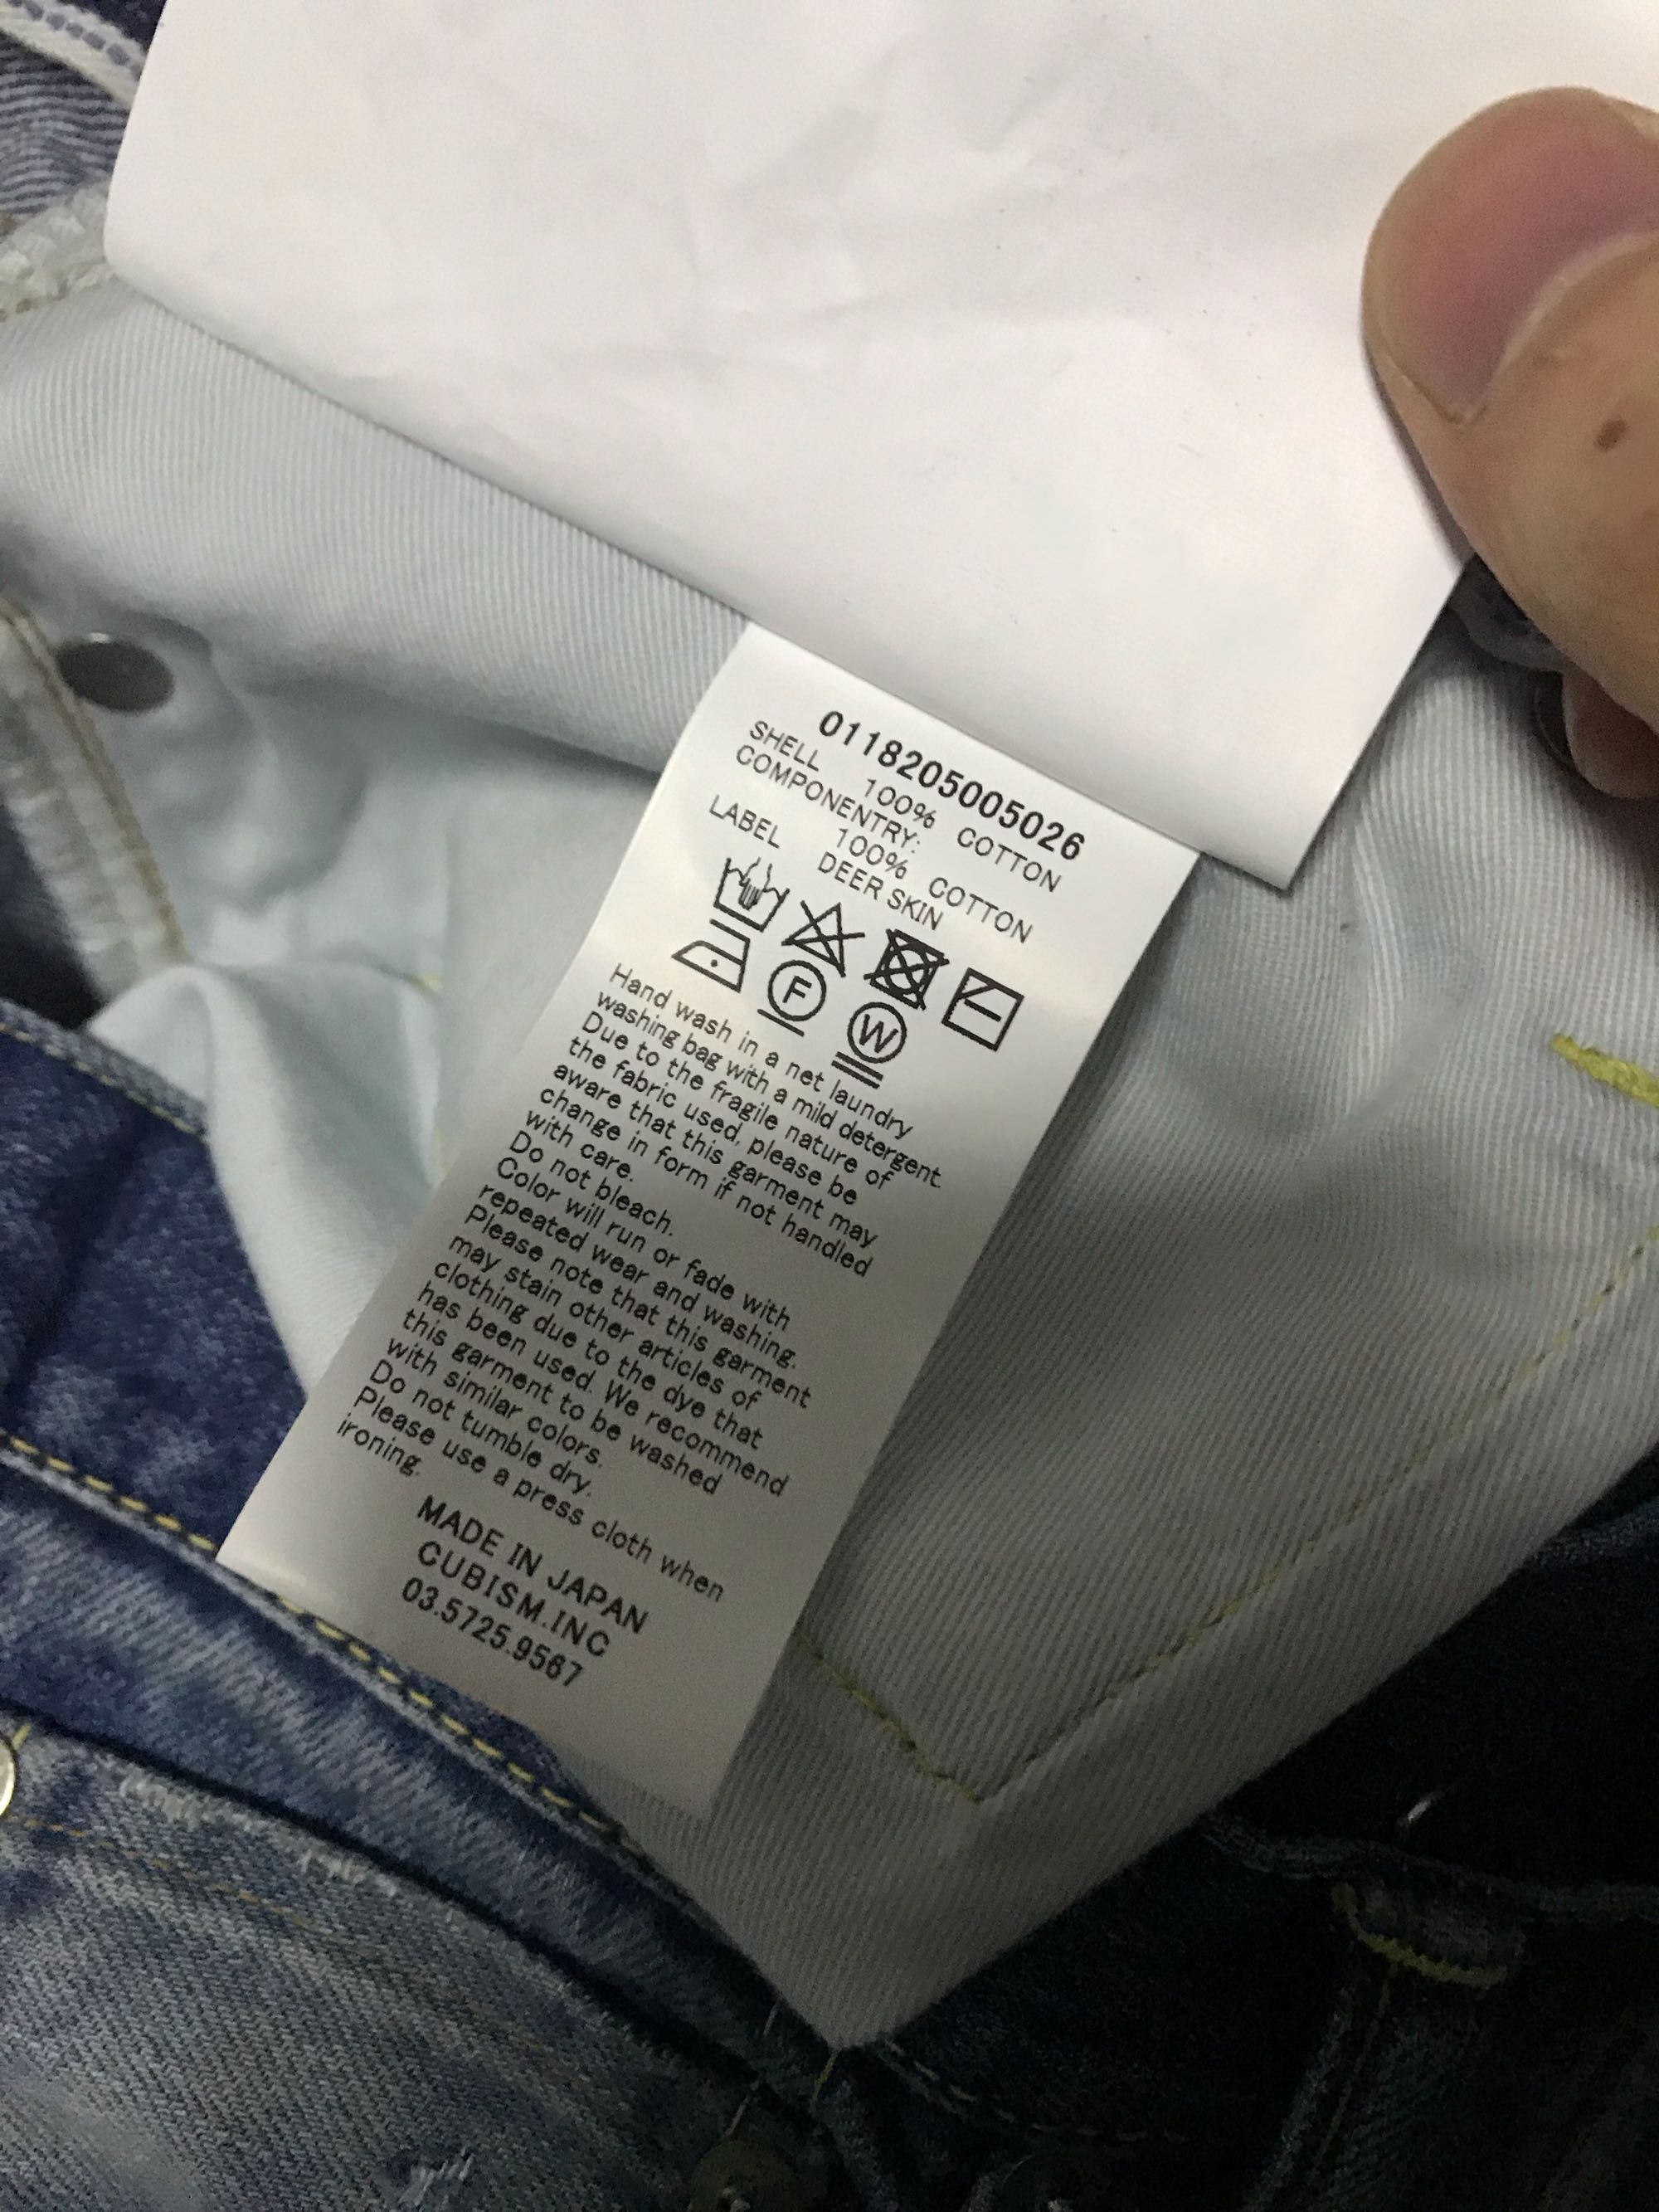 0118205005026
SHELL 100% COTTON
COMPONENTRY:
100% COTTON
LABEL DEER SKIN
F
W
Hand wash in a net laundry
washing bag with a mild detergent.
Due to the fragile nature of
the fabric used, please be
aware that this garment may
change in form if not handled
with care.
Do not bleach.
Color will run or fade with
repeated wear and washing.
Please note that this garment
may stain other articles of
clothing due to the dye that
has been used. We recommend
this garment to be washed
with similar colors.
Do not tumble dry.
Please use a press cloth when
ironing.
MADE IN JAPAN
CUBISM.INC
03.5725.9567